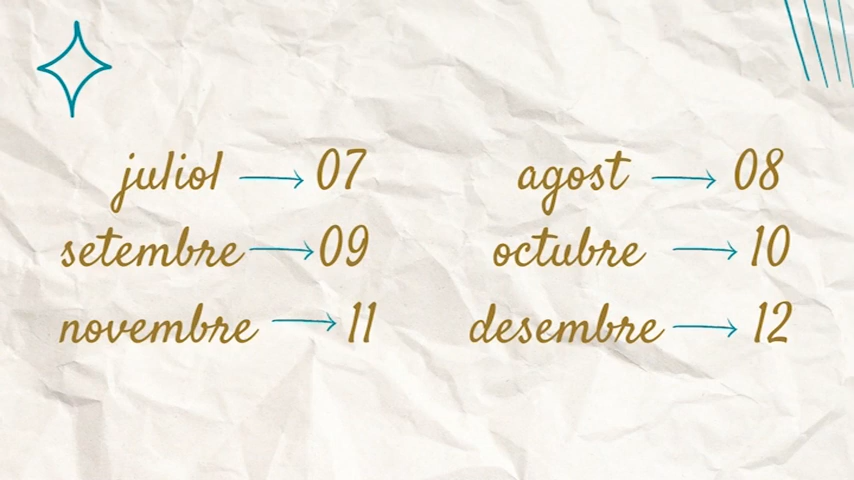 juliol → 07 agost → 08
setembre → 09 octubre → 10
novembre → 11 desembre → 12